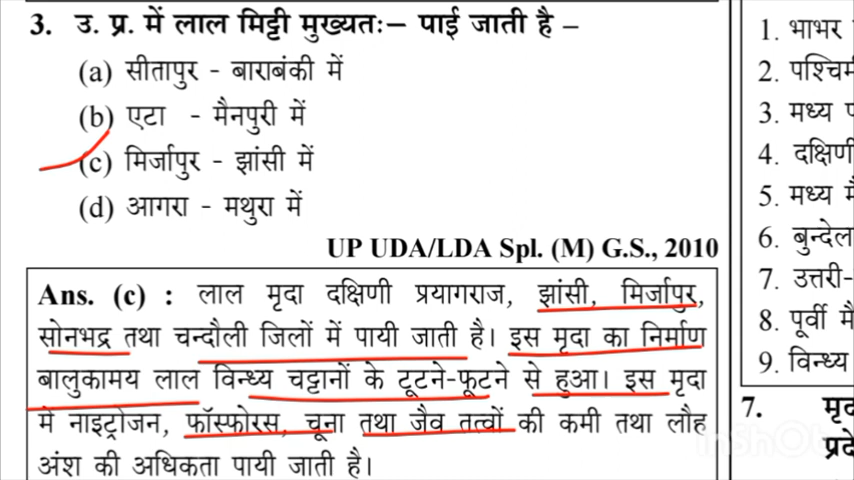 3. उ. प्र. में लाल मिट्टी मुख्यतः– पाई जाती है –
(a) सीतापुर - बाराबंकी में
(b) एटा - मैनपुरी में
(c) मिर्जापुर - झांसी में
(d) आगरा - मथुरा में
UP UDA/LDA Spl. (M) G.S., 2010
Ans. (c) : लाल मृदा दक्षिणी प्रयागराज, झांसी, मिर्जापुर,
सोनभद्र तथा चन्दौली जिलों में पायी जाती है। इस मृदा का निर्माण
बालुकामय लाल विन्ध्य चट्टानों के टूटने-फूटने से हुआ। इस मृदा
में नाइट्रोजन, फॉस्फोरस, चूना तथा जैव तत्वों की कमी तथा लौह
अंश की अधिकता पायी जाती है।
1. भाभर
2. पश्चिमी
3. मध्य
4. दक्षिणी
5. मध्य
6. बुन्देल
7. उत्तरी-
8. पूर्वी
9. विन्ध्य
7. मृद
प्रदे
InShot